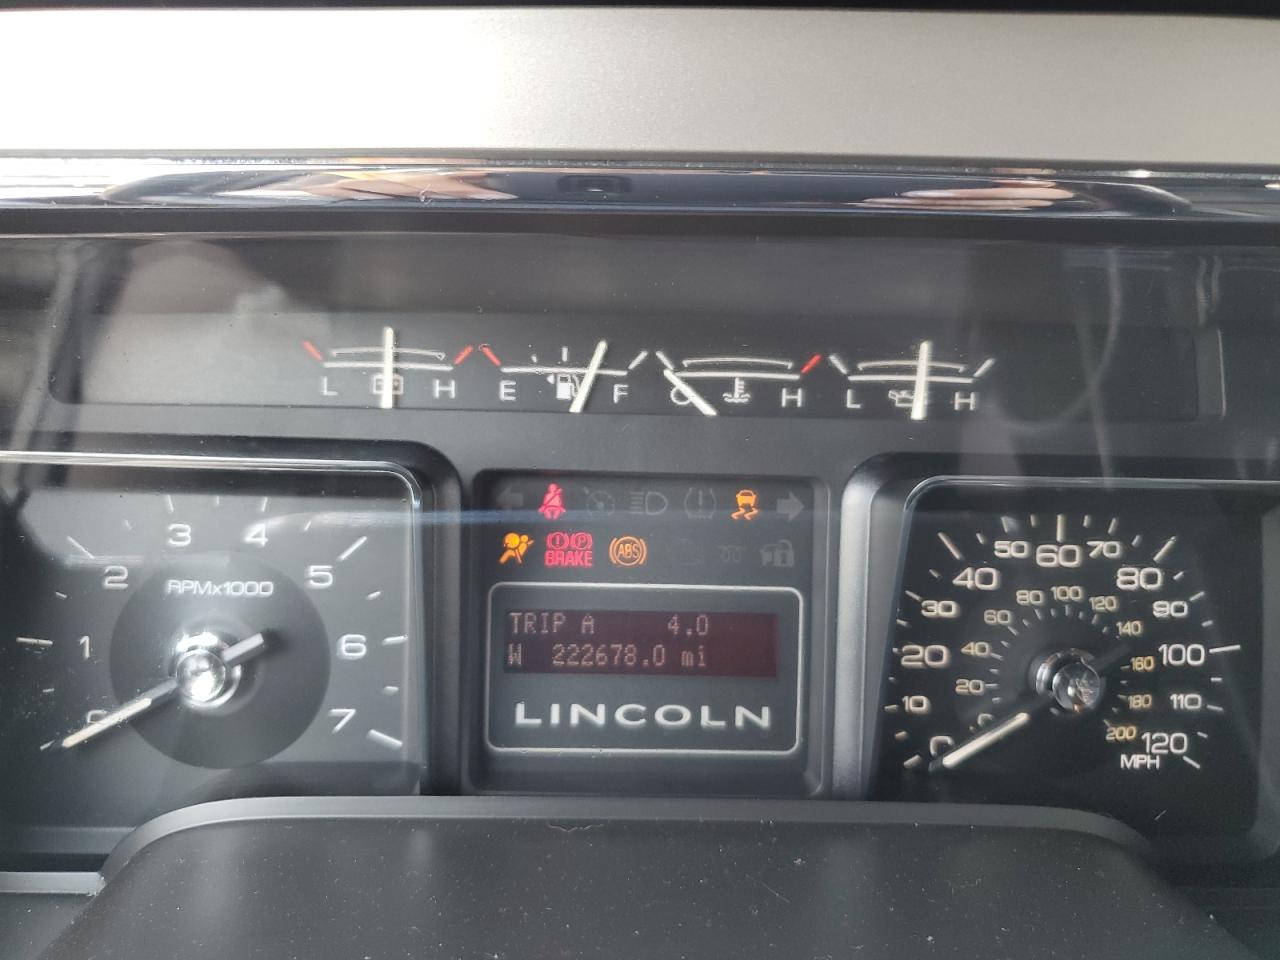 L H E F C H L H
1 2 3 4 5 6 7
RPMx1000
BRAKE
ABS
TRIP A 4.0
W 222678.0 mi
LINCOLN
0 10 20 30 40 50 60 70 80 90 100 110 120
0 20 40 60 80 100 120 140 160 180 200
MPH